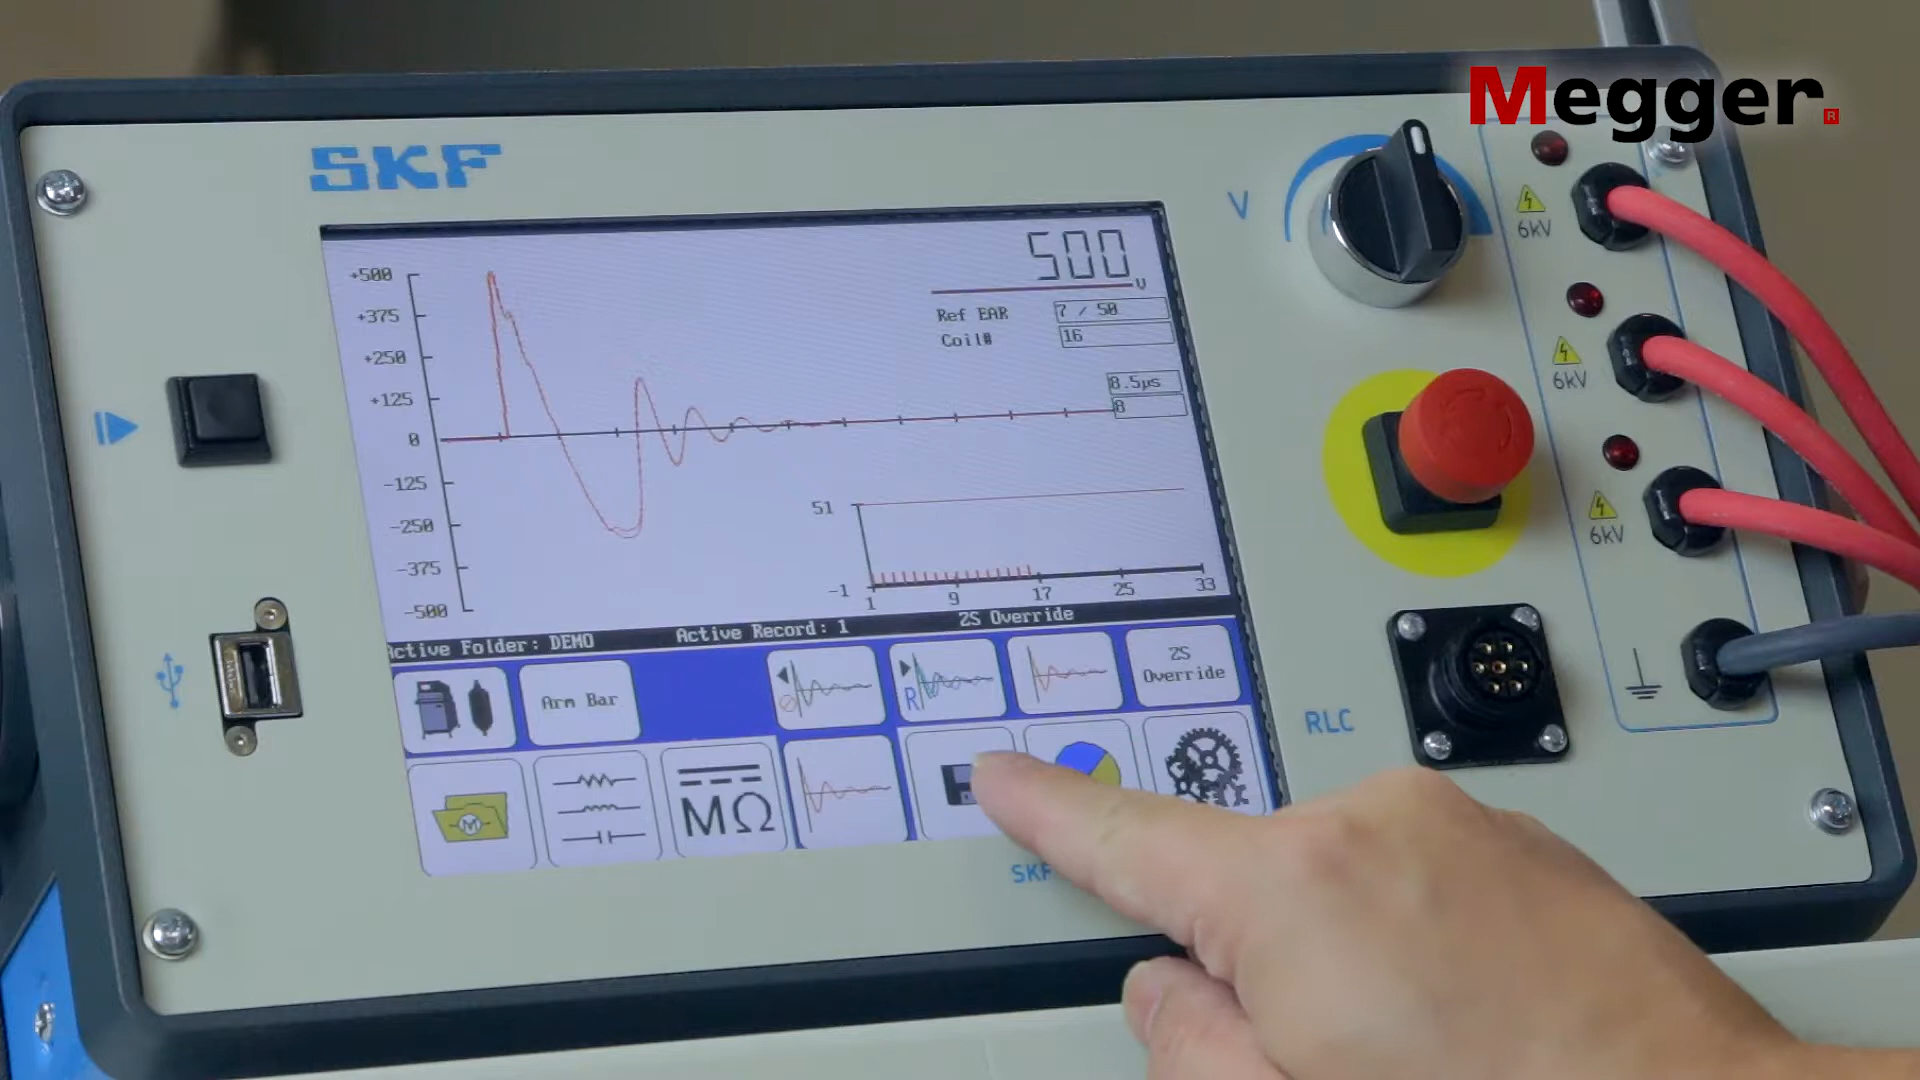 Megger.
SKF
V
6kV
6kV
6kV
RLC
500
V
Ref EAR 7 / 50
Coil# 16
8.5µs
8
+500
+375
+250
+125
0
-125
-250
-375
-500
51
-1
1 9 17 25 33
Active Folder: DEMO Active Record: 1 2S Override
Arm Bar
R
2S
Override
M
MΩ
SKF